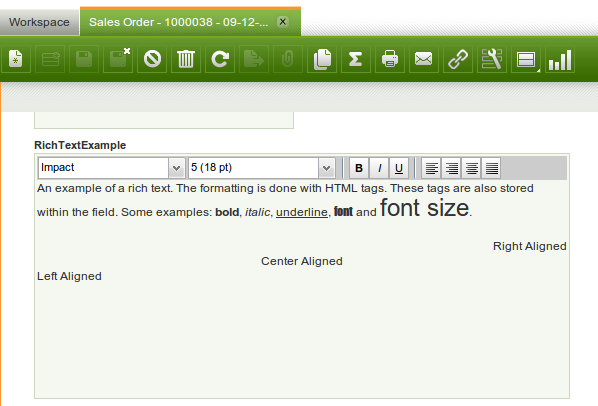 Workspace
Sales Order - 1000038 - 09-12-...
RichTextExample
Impact
5 (18 pt)
B I U
An example of a rich text. The formatting is done with HTML tags. These tags are also stored
within the field. Some examples: bold, italic, underline, font and font size.
Right Aligned
Center Aligned
Left Aligned